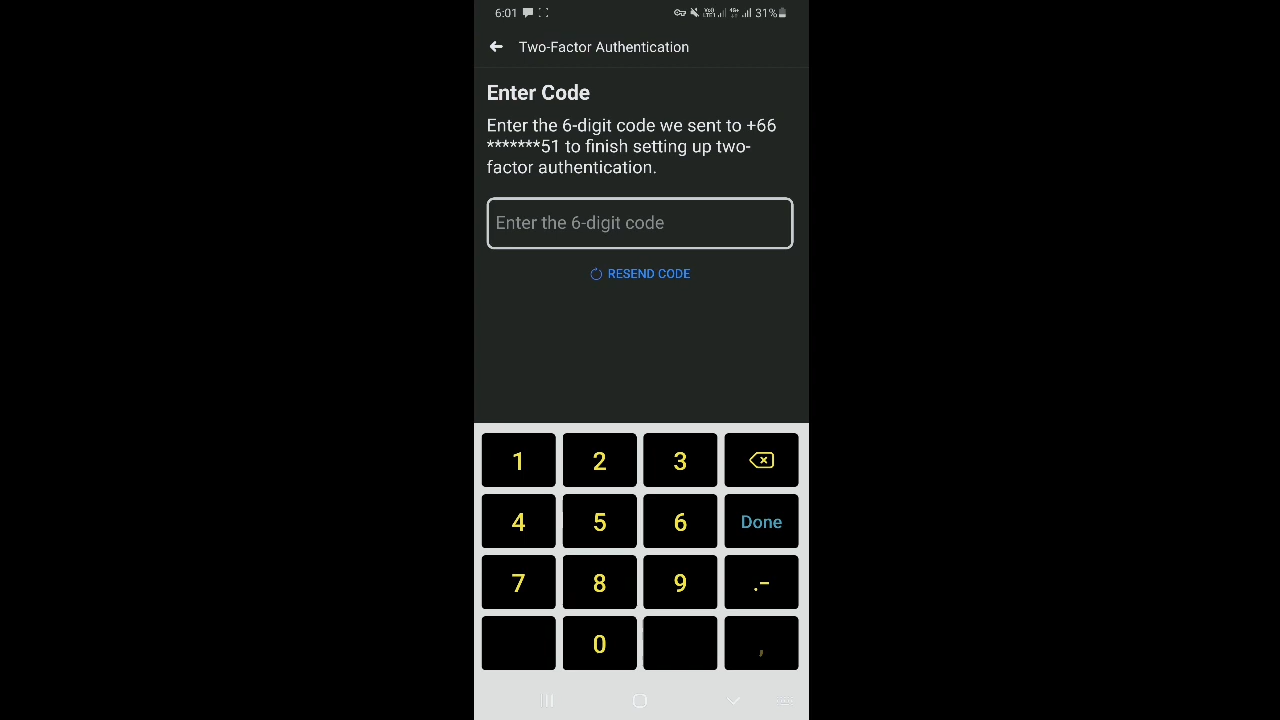 6:01 31%
Two-Factor Authentication
Enter Code
Enter the 6-digit code we sent to +66
*******51 to finish setting up two-
factor authentication.
Enter the 6-digit code
RESEND CODE
1 2 3
4 5 6 Done
7 8 9 .-
0 ,